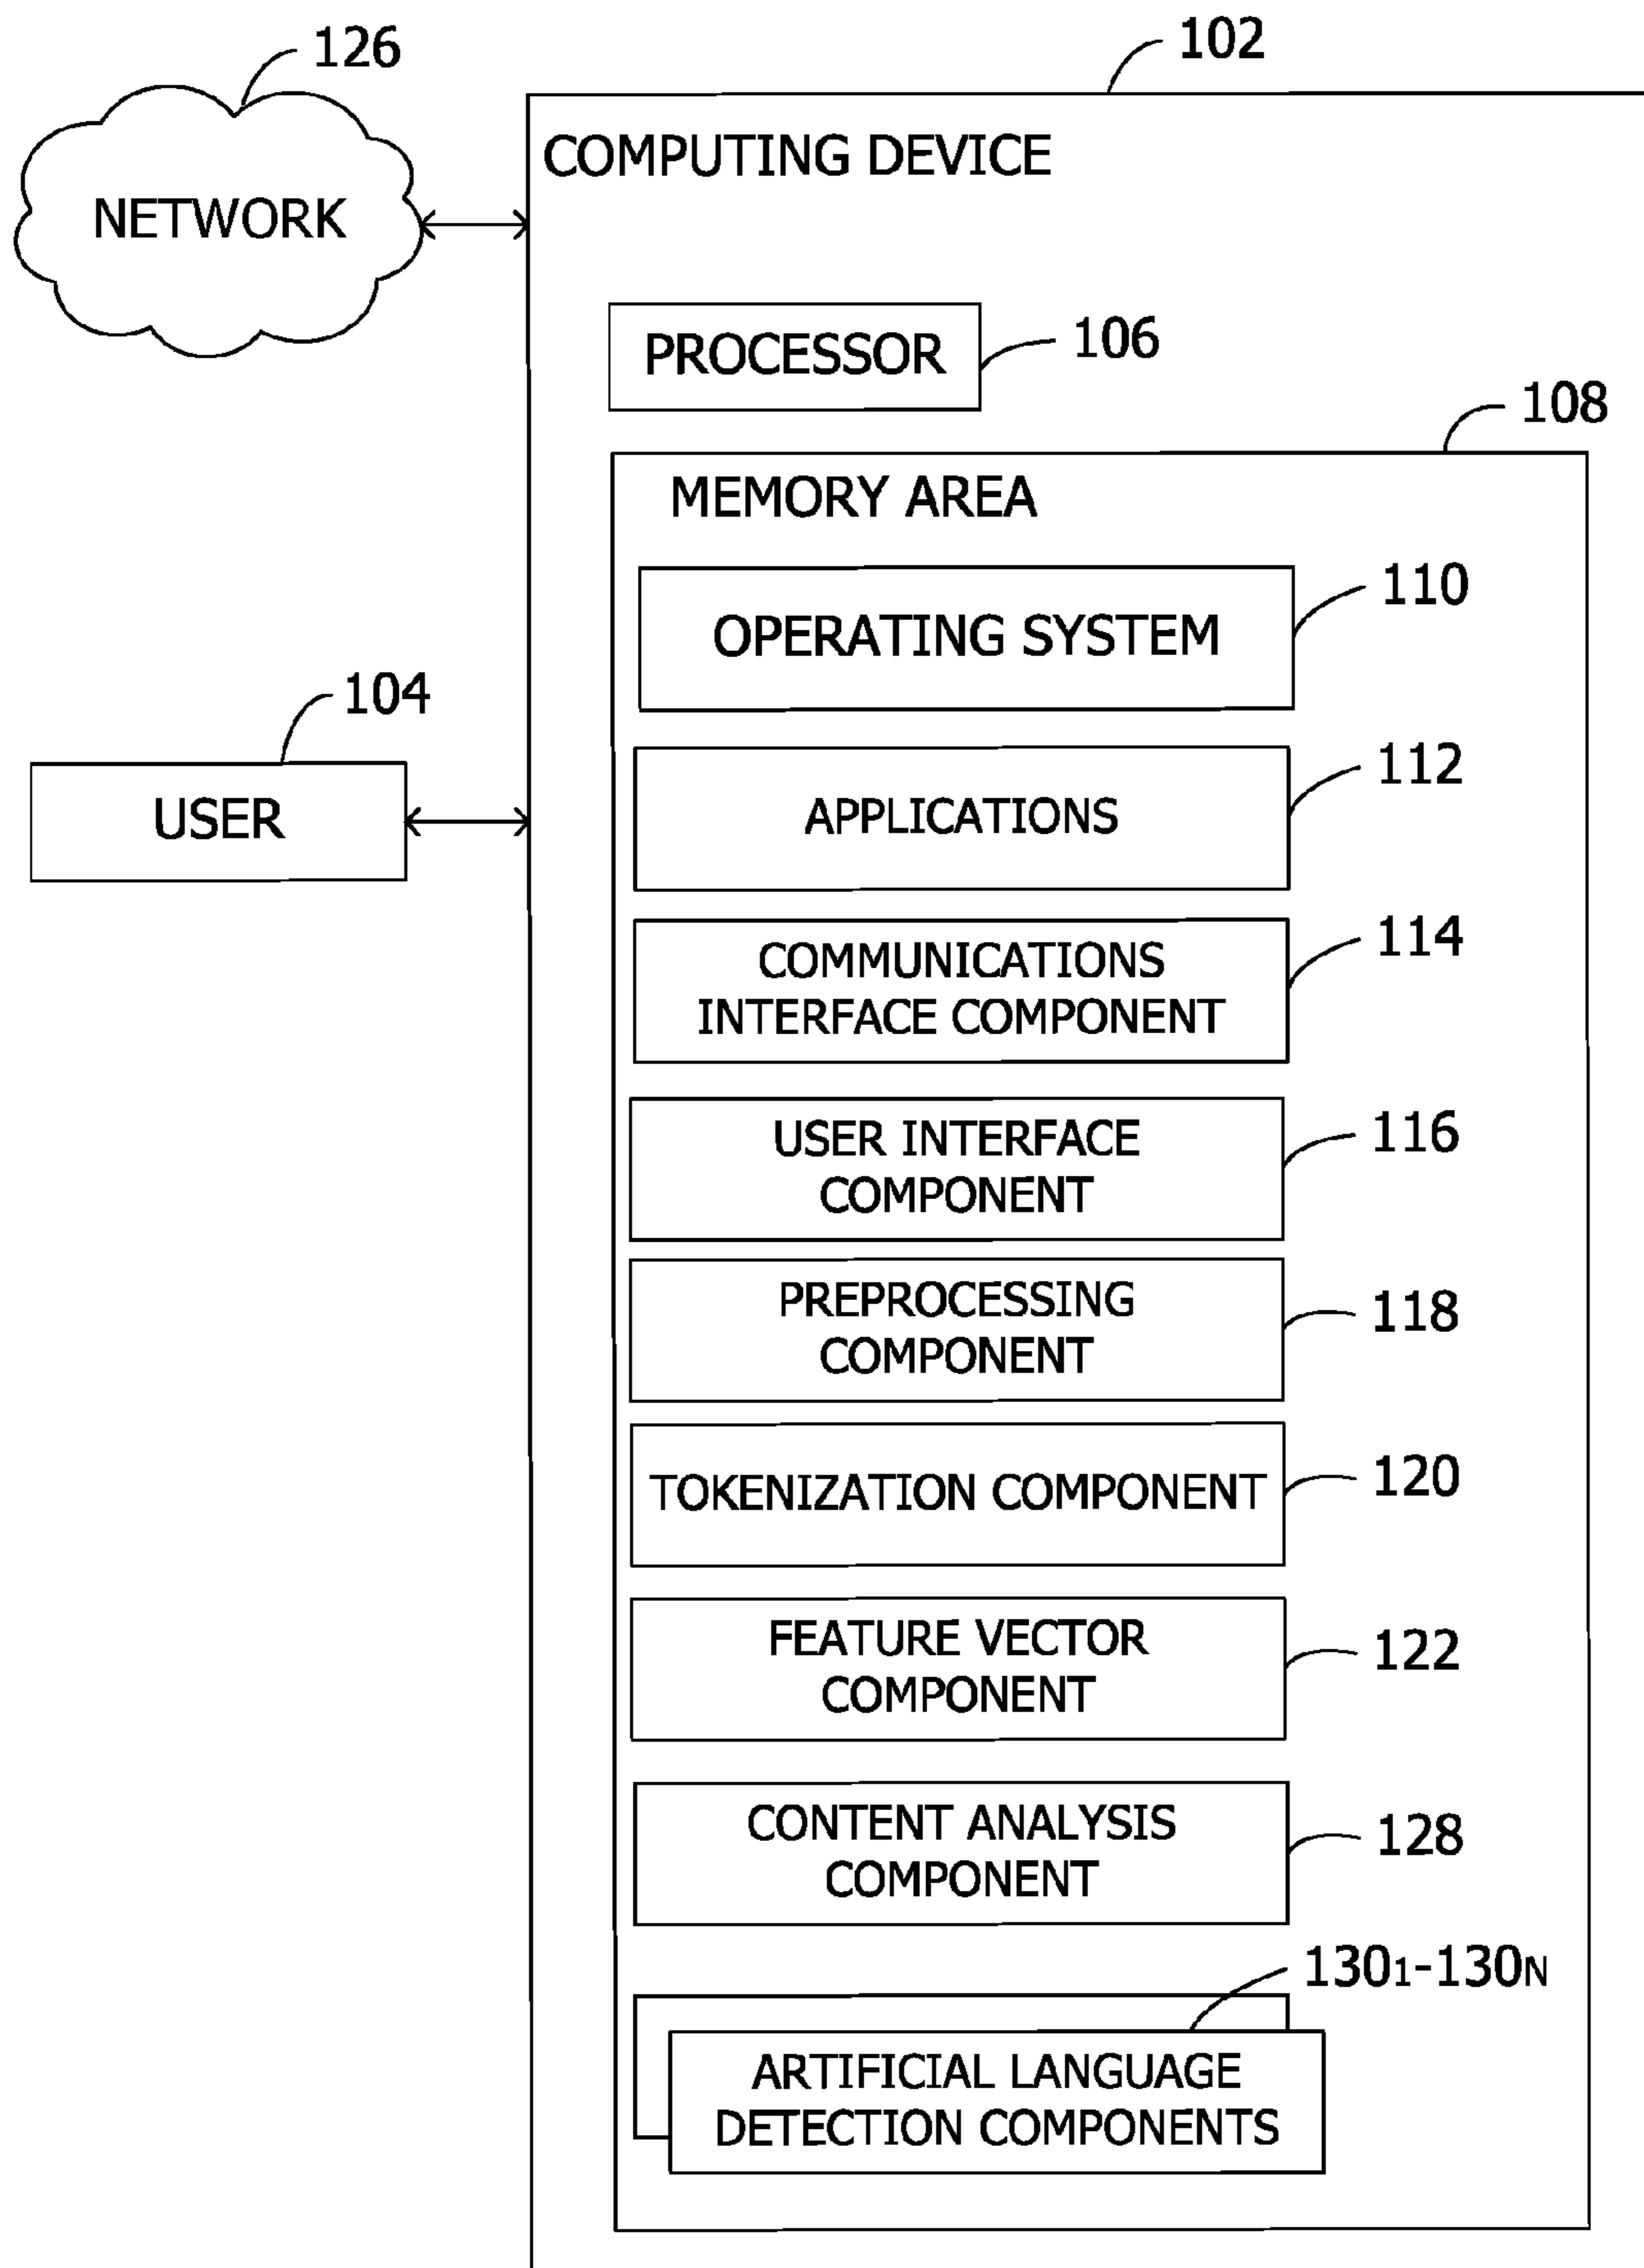 126
102
COMPUTING DEVICE
NETWORK
PROCESSOR
106
108
MEMORY AREA
110
OPERATING SYSTEM
104
112
USER
APPLICATIONS
114
COMMUNICATIONS
INTERFACE COMPONENT
116
USER INTERFACE
COMPONENT
118
PREPROCESSING
COMPONENT
120
TOKENIZATION COMPONENT
122
FEATURE VECTOR
COMPONENT
128
CONTENT ANALYSIS
COMPONENT
130₁-130N
ARTIFICIAL LANGUAGE
DETECTION COMPONENTS